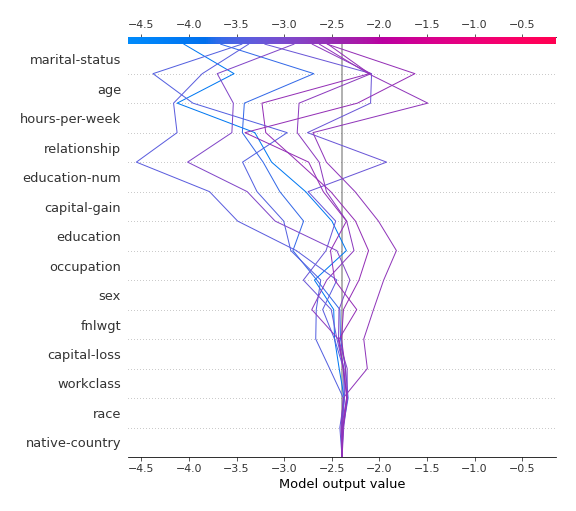 −4.5 −4.0 −3.5 −3.0 −2.5 −2.0 −1.5 −1.0 −0.5
marital-status
age
hours-per-week
relationship
education-num
capital-gain
education
occupation
sex
fnlwgt
capital-loss
workclass
race
native-country
−4.5 −4.0 −3.5 −3.0 −2.5 −2.0 −1.5 −1.0 −0.5
Model output value